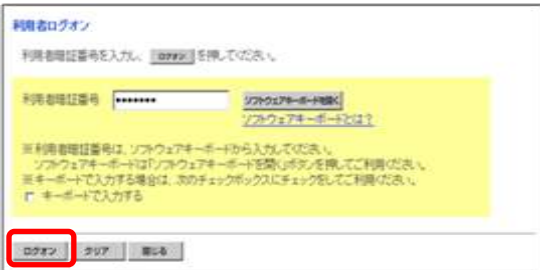 利用者ログオン
利用者暗証番号を入力し、 ログオン を押してください。
利用者暗証番号 ●●●●●●● ソフトウェアキーボードを開く
ソフトウェアキーボードとは？
※利用者暗証番号は、ソフトウェアキーボードから入力してください。
ソフトウェアキーボードは「ソフトウェアキーボードを開く」ボタンを押してご利用ください。
※キーボードで入力する場合は、次のチェックボックスにチェックをしてご利用ください。
キーボードで入力する
ログオン クリア 閉じる